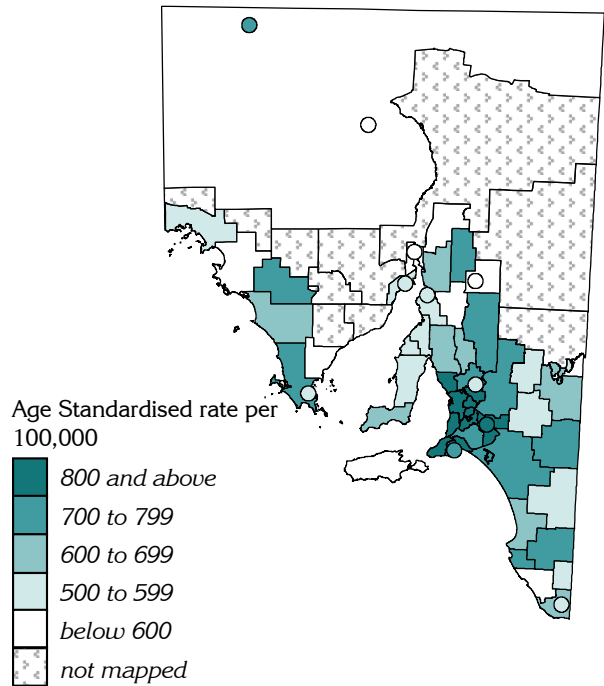 Age Standardised rate per
100,000
800 and above
700 to 799
600 to 699
500 to 599
below 600
not mapped